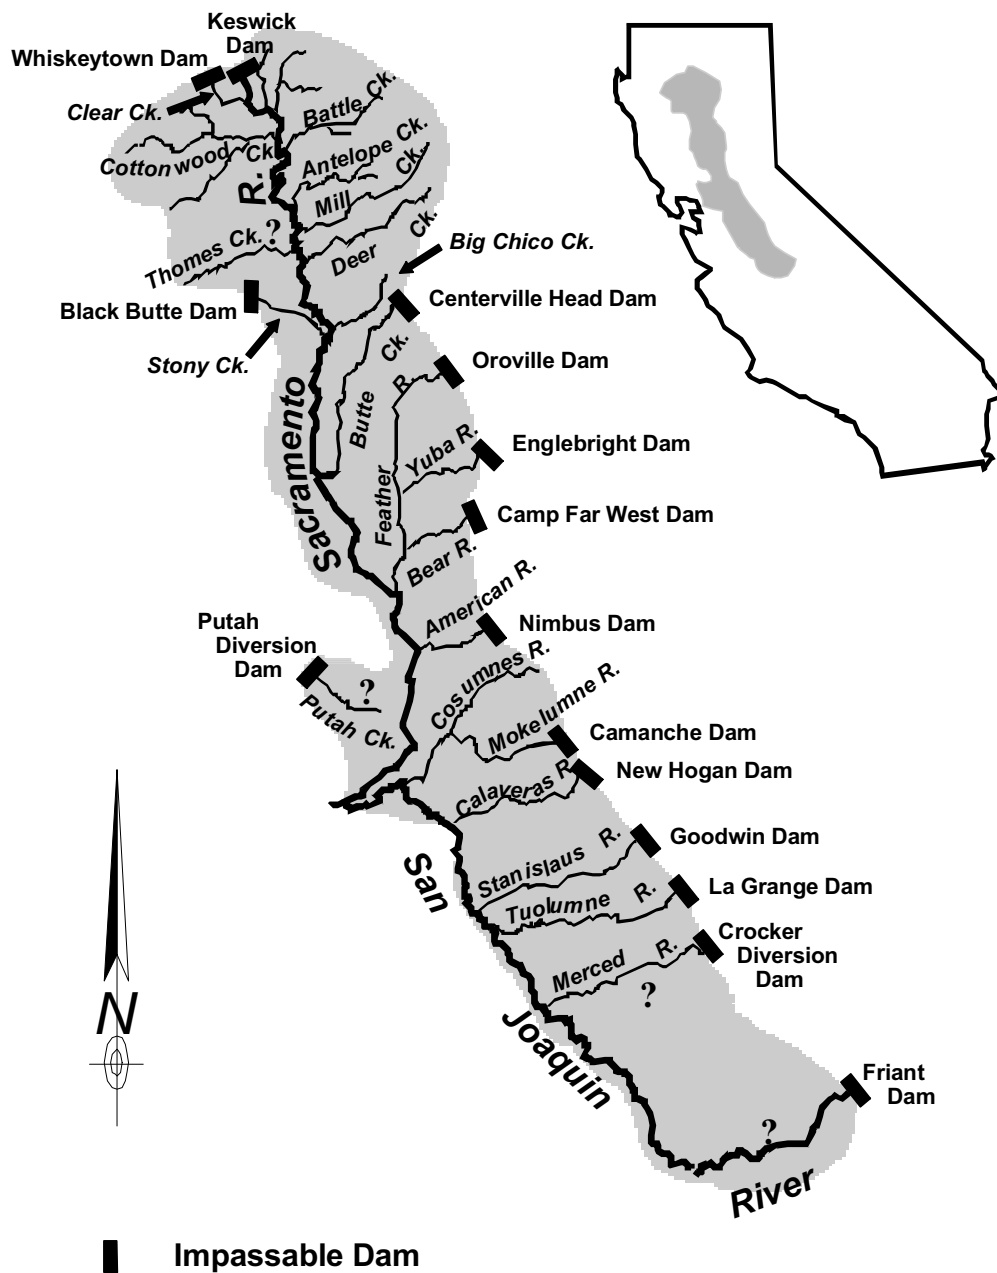 Keswick
Dam
Whiskeytown Dam
Clear Ck.
Battle Ck.
Cottonwood Ck.
Antelope Ck.
Mill Ck.
R.
?
Thomes Ck.
Deer Ck.
Big Chico Ck.
Black Butte Dam
Centerville Head Dam
Stony Ck.
Oroville Dam
Butte Ck.
Sacramento
Feather R.
Yuba R.
Englebright Dam
Camp Far West Dam
Bear R.
American R.
Nimbus Dam
Putah
Diversion
Dam
?
Putah Ck.
Cosumnes R.
Mokelumne R.
Camanche Dam
New Hogan Dam
Calaveras R.
Goodwin Dam
Stanislaus R.
San
La Grange Dam
Tuolumne R.
Crocker
Diversion
Dam
Merced R.
?
N
Joaquin
Friant
Dam
?
River
Impassable Dam